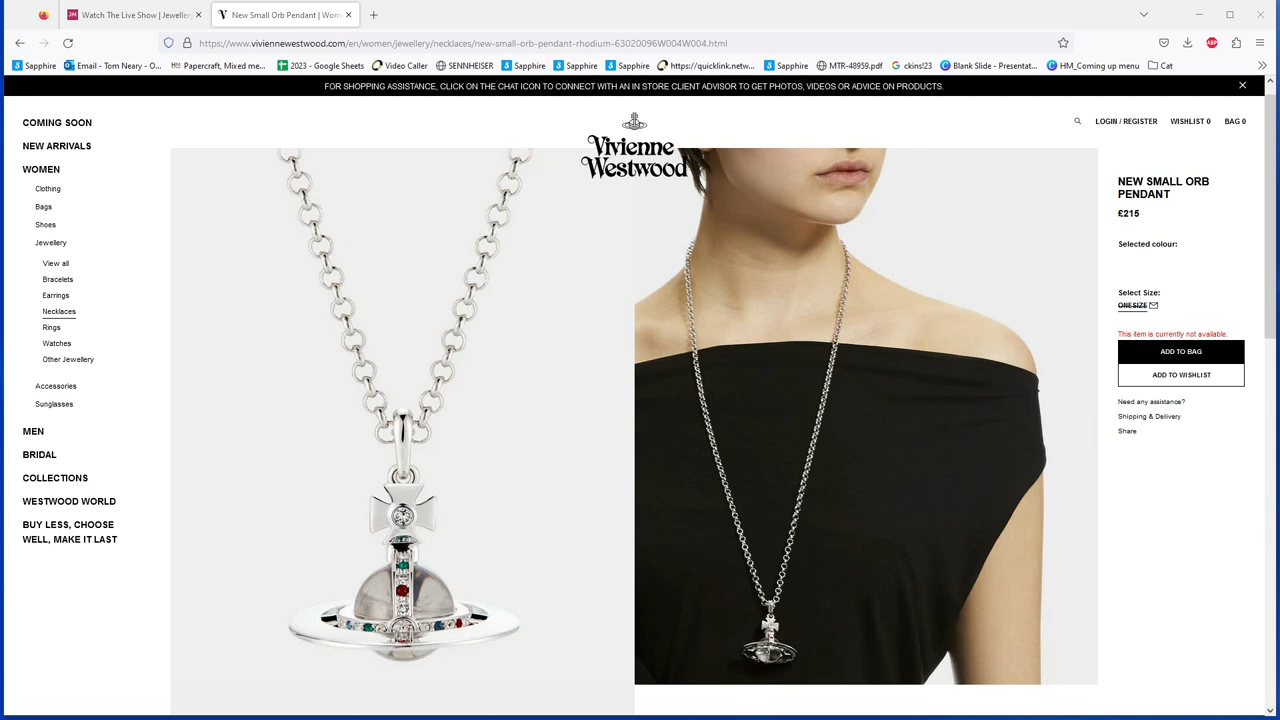 Watch The Live Show | Jewellery
New Small Orb Pendant | Wom
https://www.viviennewestwood.com/en/women/jewellery/necklaces/new-small-orb-pendant-rhodium-63020096W004W004.html
Sapphire
Email - Tom Neary - O...
Papercraft, Mixed me...
2023 - Google Sheets
Video Caller
SENNHEISER
Sapphire
Sapphire
Sapphire
https://quicklink.netw...
Sapphire
MTR-48959.pdf
ckins!23
Blank Slide - Presentat...
HM_Coming up menu
Cat
FOR SHOPPING ASSISTANCE, CLICK ON THE CHAT ICON TO CONNECT WITH AN IN STORE CLIENT ADVISOR TO GET PHOTOS, VIDEOS OR ADVICE ON PRODUCTS.
LOGIN / REGISTER
WISHLIST 0
BAG 0
Vivienne
Westwood
COMING SOON
NEW ARRIVALS
WOMEN
Clothing
Bags
Shoes
Jewellery
View all
Bracelets
Earrings
Necklaces
Rings
Watches
Other Jewellery
Accessories
Sunglasses
MEN
BRIDAL
COLLECTIONS
WESTWOOD WORLD
BUY LESS, CHOOSE
WELL, MAKE IT LAST
NEW SMALL ORB
PENDANT
£215
Selected colour:
Select Size:
ONESIZE
This item is currently not available.
ADD TO BAG
ADD TO WISHLIST
Need any assistance?
Shipping & Delivery
Share